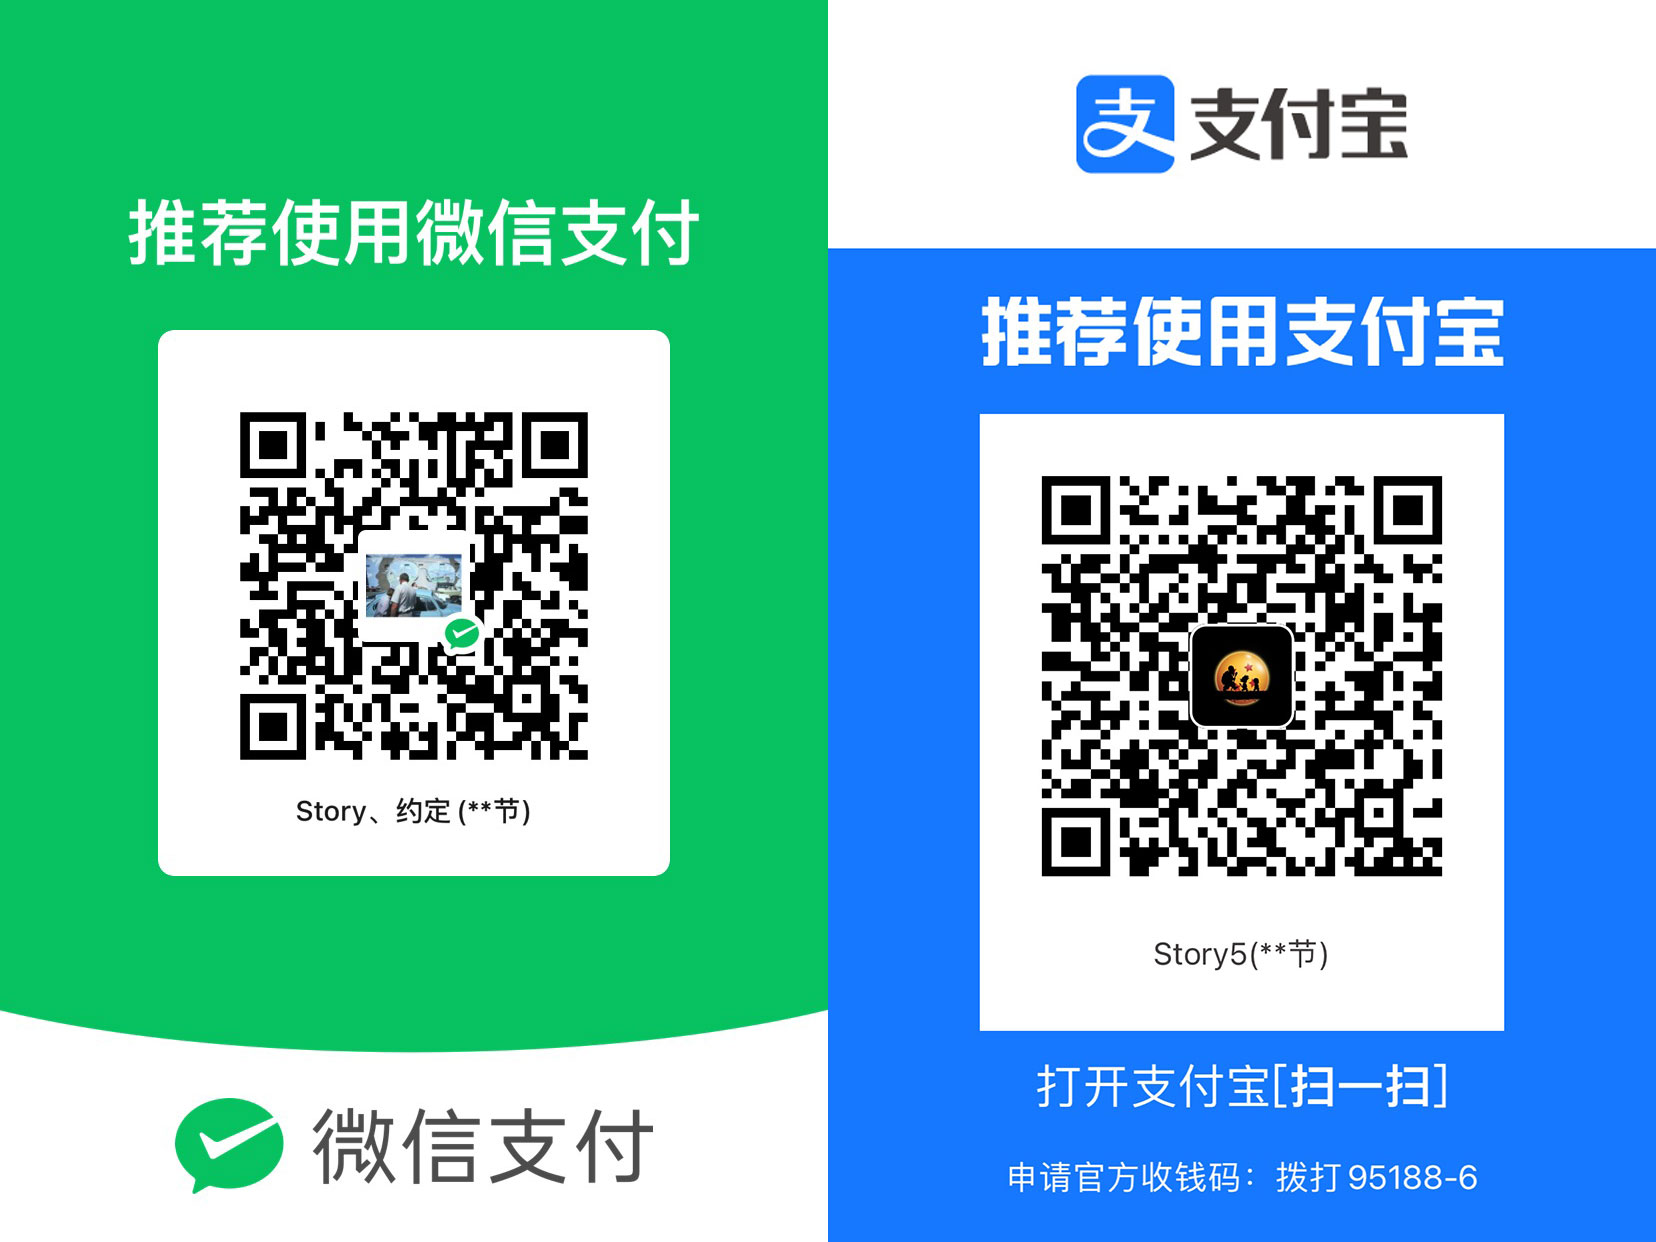 推荐使用微信支付
Story、约定 (**节)
微信支付
支 支付宝
推荐使用支付宝
Story5(**节)
打开支付宝[扫一扫]
申请官方收钱码：拨打 95188-6